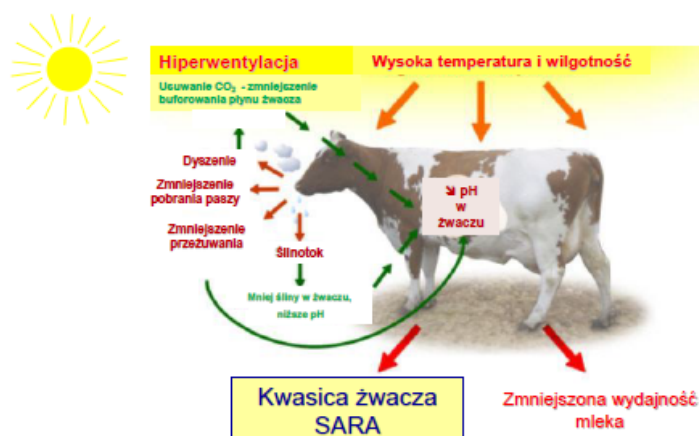 Hiperwentylacja
Wysoka temperatura i wilgotność
Usuwanie CO₂ - zmniejszenie
buforowania płynu żwacza
Dyszenie
Zmniejszenie
pobrania paszy
Zmniejszenie
przeżuwania
Ślinotok
Mniej śliny w żwaczu,
niższe pH
↘ pH
w
żwaczu
Kwasica żwacza
SARA
Zmniejszona wydajność
mleka